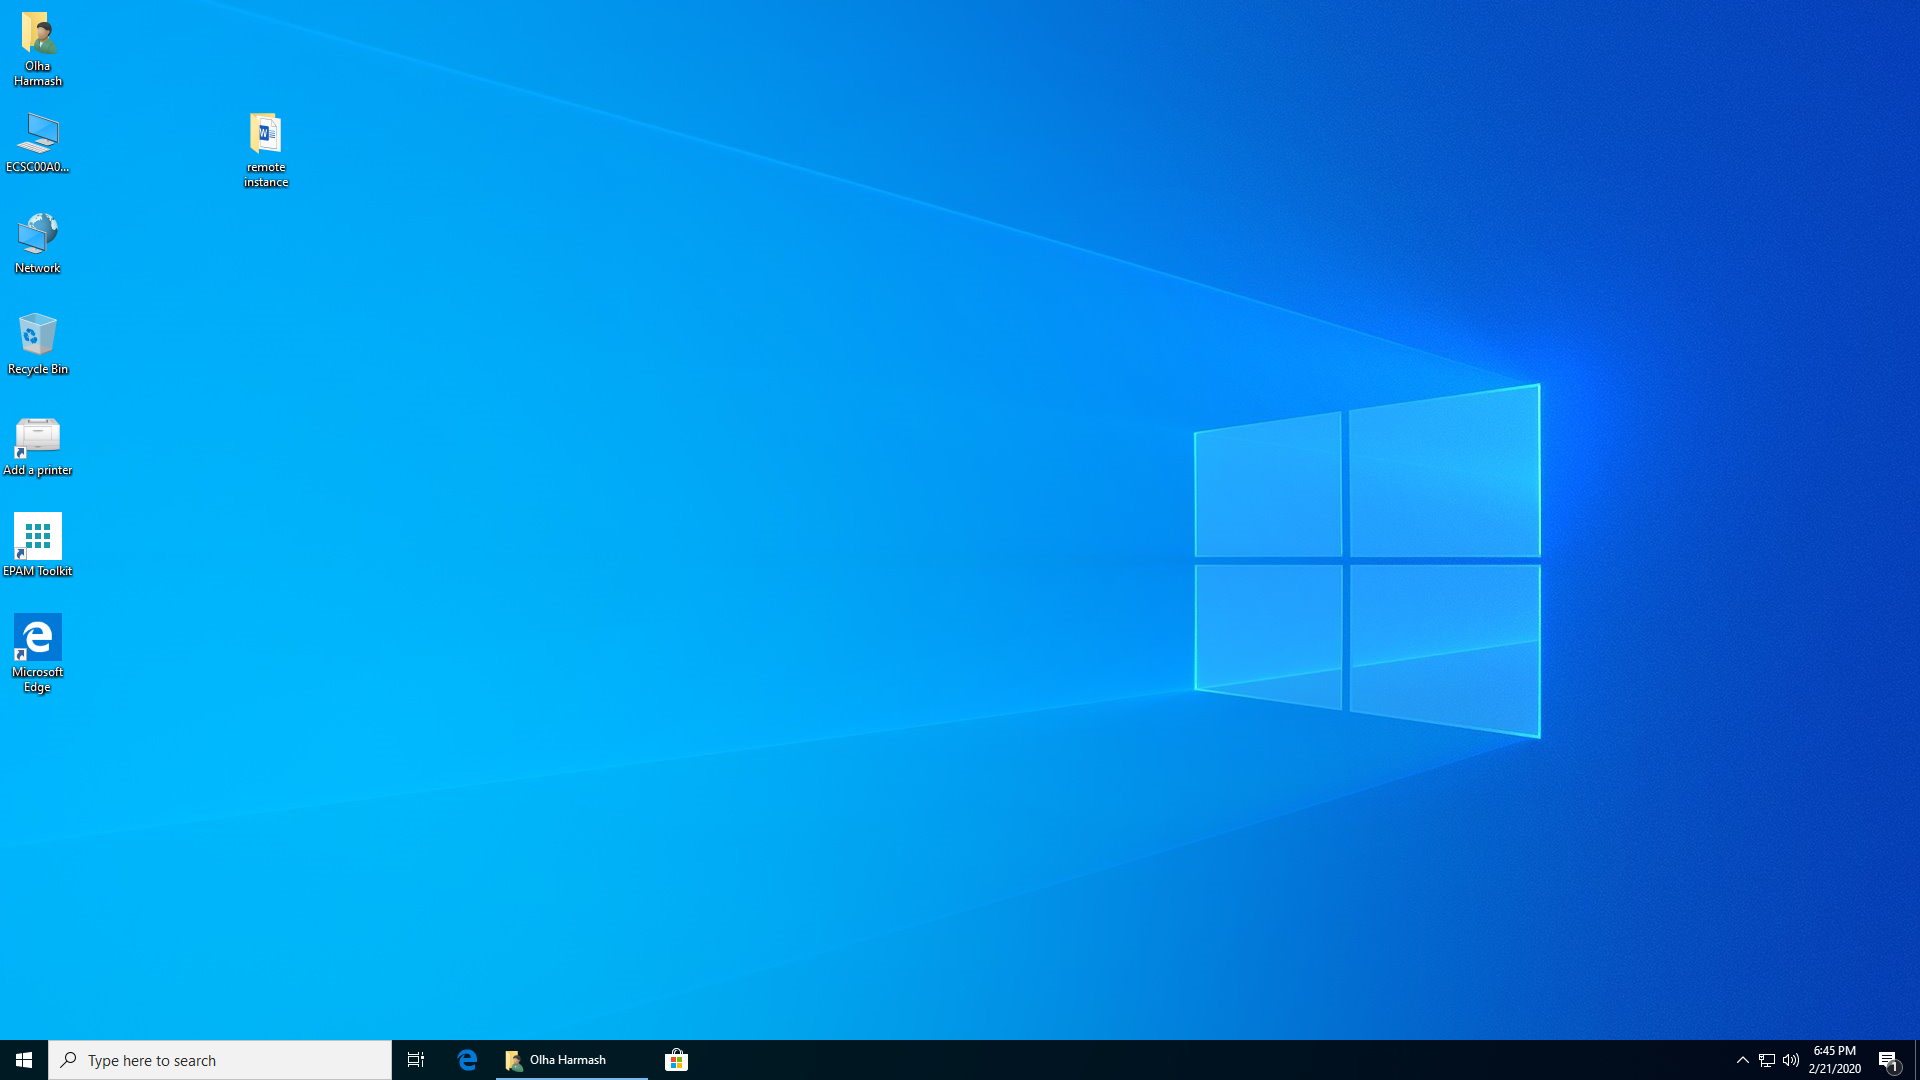 Olha
Harmash
ECSC00A0...
remote
instance
Network
Recycle Bin
Add a printer
EPAM Toolkit
Microsoft
Edge
Type here to search
Olha Harmash
6:45 PM
2/21/2020
1